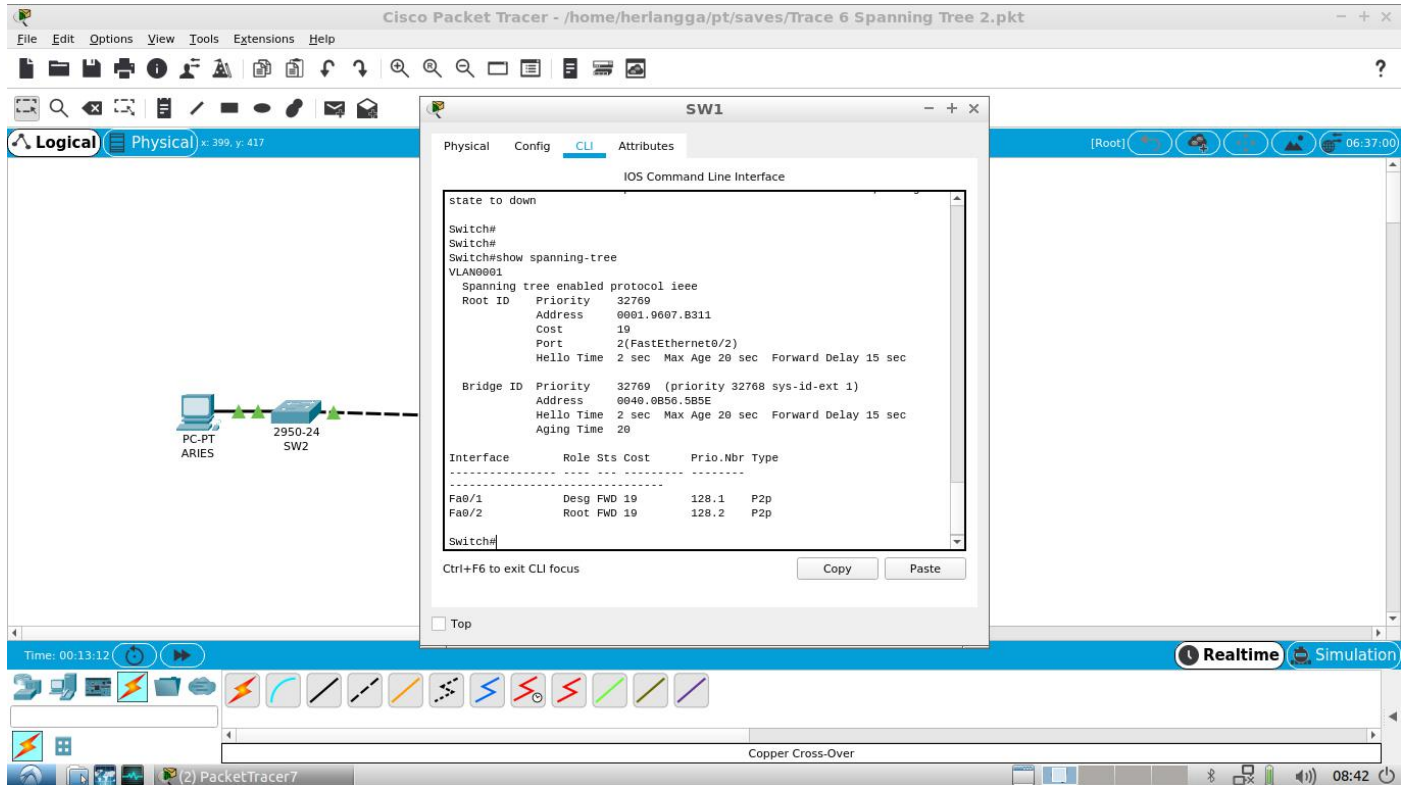 Cisco Packet Tracer - /home/herlangga/pt/saves/Trace 6 Spanning Tree 2.pkt
File Edit Options View Tools Extensions Help
?
SW1
Logical Physical x: 399, y: 417
[Root] 06:37:00
Physical Config CLI Attributes
IOS Command Line Interface
state to down
Switch#
Switch#
Switch#show spanning-tree
VLAN0001
Spanning tree enabled protocol ieee
Root ID Priority 32769
Address 0001.9607.B311
Cost 19
Port 2(FastEthernet0/2)
Hello Time 2 sec Max Age 20 sec Forward Delay 15 sec
Bridge ID Priority 32769 (priority 32768 sys-id-ext 1)
Address 0040.0B56.5B5E
Hello Time 2 sec Max Age 20 sec Forward Delay 15 sec
Aging Time 20
Interface Role Sts Cost Prio.Nbr Type
---------------- ---- --- --------- --------
--------------------------------
Fa0/1 Desg FWD 19 128.1 P2p
Fa0/2 Root FWD 19 128.2 P2p
Switch#
Ctrl+F6 to exit CLI focus Copy Paste
Top
PC-PT
ARIES
2950-24
SW2
Time: 00:13:12
Realtime Simulation
Copper Cross-Over
(2) PacketTracer7
08:42